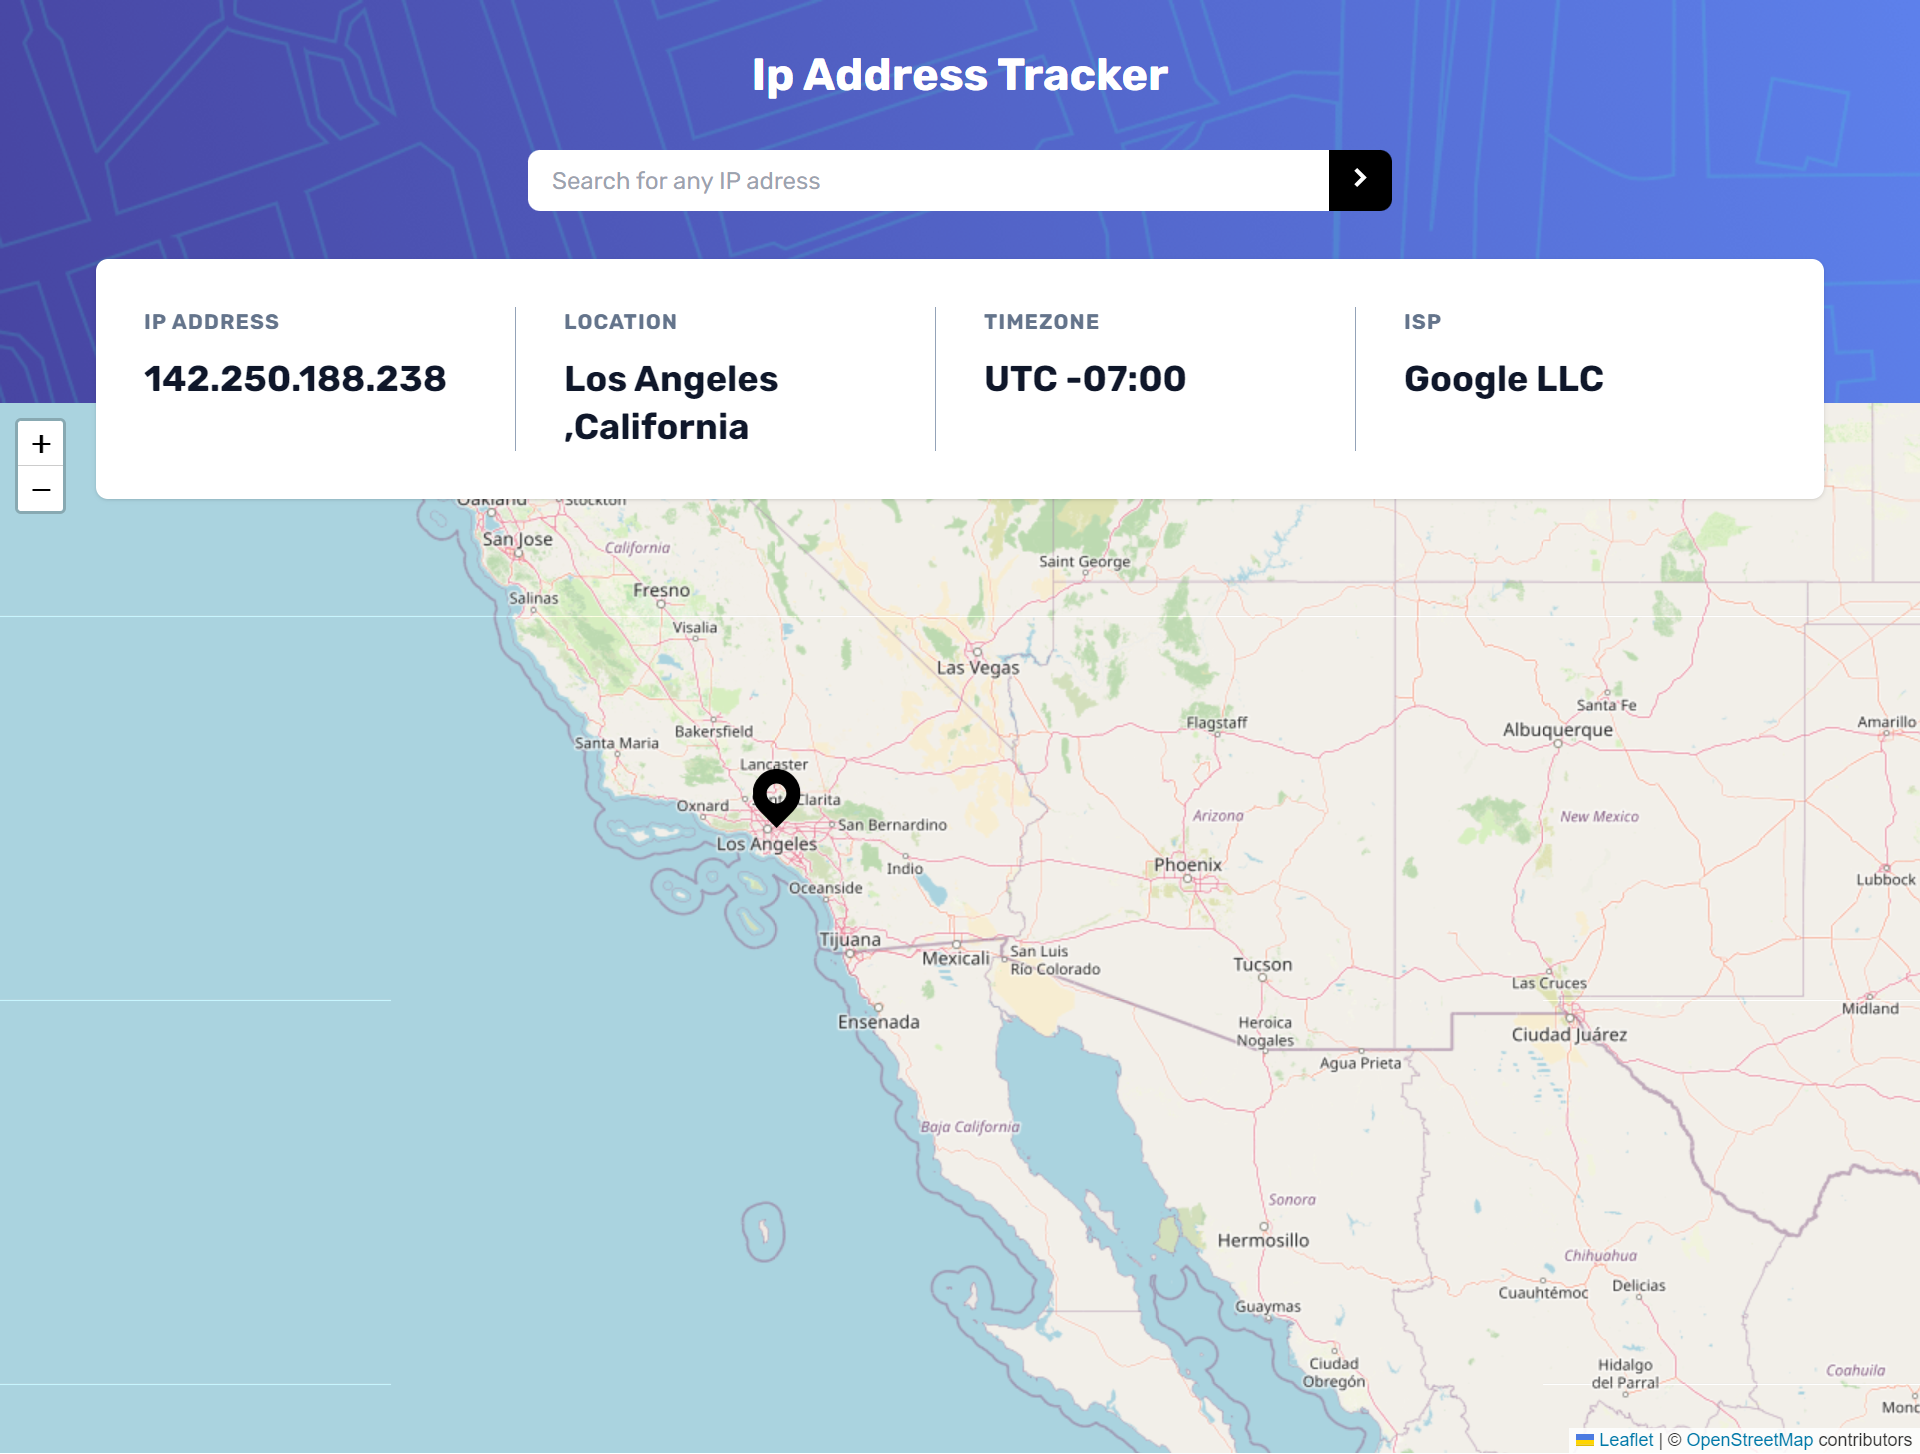 Ip Address Tracker
Search for any IP adress
IP ADDRESS
142.250.188.238
LOCATION
Los Angeles
,California
TIMEZONE
UTC -07:00
ISP
Google LLC
+
−
Oakland
Stockton
San Jose
California
Saint George
Fresno
Salinas
Visalia
Las Vegas
Santa Fe
Flagstaff
Amarillo
Albuquerque
Bakersfield
Santa Maria
Lancaster
Clarita
Oxnard
San Bernardino
Arizona
New Mexico
Los Angeles
Phoenix
Indio
Lubbock
Oceanside
Tijuana
San Luis
Río Colorado
Mexicali
Tucson
Las Cruces
Midland
Ensenada
Heroica
Nogales
Ciudad Juárez
Agua Prieta
Baja California
Sonora
Hermosillo
Chihuahua
Delicias
Cuauhtémoc
Guaymas
Ciudad
Obregón
Hidalgo
del Parral
Coahuila
Monc
Leaflet | © OpenStreetMap contributors